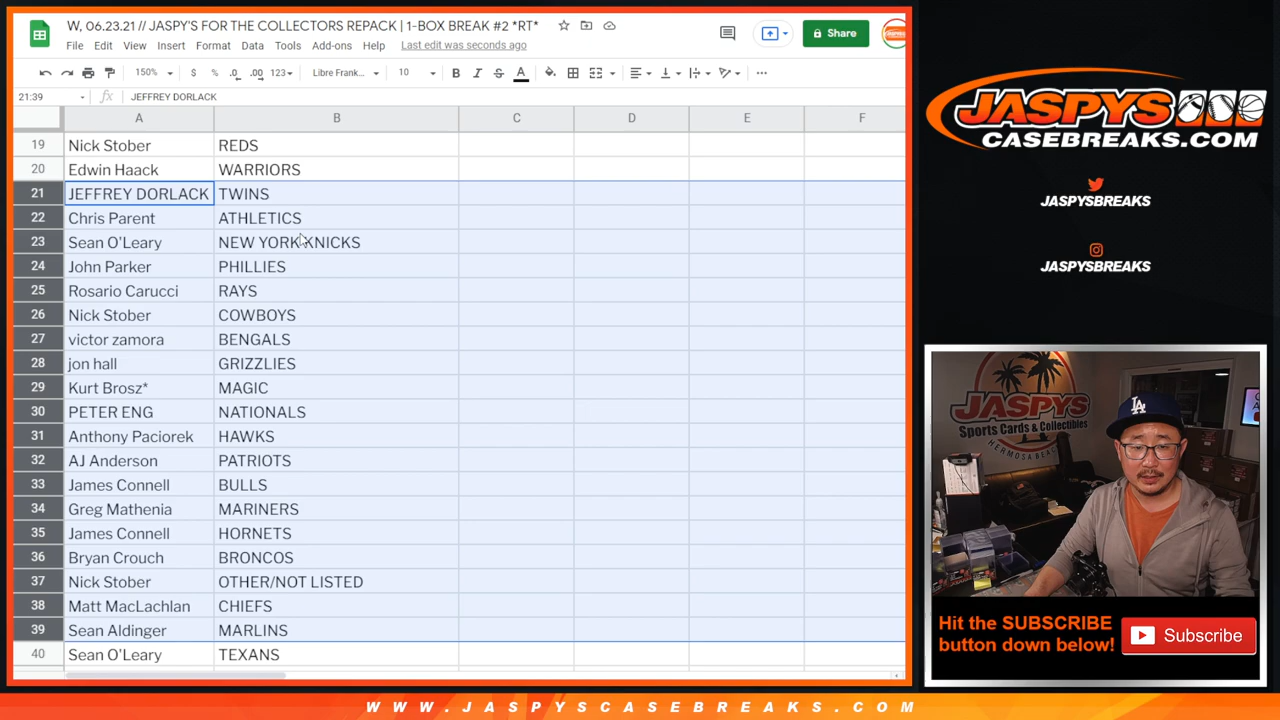 W, 06.23.21 // JASPY'S FOR THE COLLECTORS REPACK | 1-BOX BREAK #2 *RT*
File Edit View Insert Format Data Tools Add-ons Help Last edit was seconds ago
Share
150% $ % .0 .00 123 Libre Frank... 10 B I S A
21:39 fx JEFFREY DORLACK
A B C D E F
19 Nick Stober REDS
20 Edwin Haack WARRIORS
21 JEFFREY DORLACK TWINS
22 Chris Parent ATHLETICS
23 Sean O'Leary NEW YORK KNICKS
24 John Parker PHILLIES
25 Rosario Carucci RAYS
26 Nick Stober COWBOYS
27 victor zamora BENGALS
28 jon hall GRIZZLIES
29 Kurt Brosz* MAGIC
30 PETER ENG NATIONALS
31 Anthony Paciorek HAWKS
32 AJ Anderson PATRIOTS
33 James Connell BULLS
34 Greg Mathenia MARINERS
35 James Connell HORNETS
36 Bryan Crouch BRONCOS
37 Nick Stober OTHER/NOT LISTED
38 Matt MacLachlan CHIEFS
39 Sean Aldinger MARLINS
40 Sean O'Leary TEXANS
JASPYS
CASEBREAKS.COM
JASPYSBREAKS
JASPYSBREAKS
JASPYS
Sports Cards & Collectibles
HERMOSA BEACH
LA
Hit the SUBSCRIBE
button down below!
Subscribe
WWW.JASPYSCASEBREAKS.COM